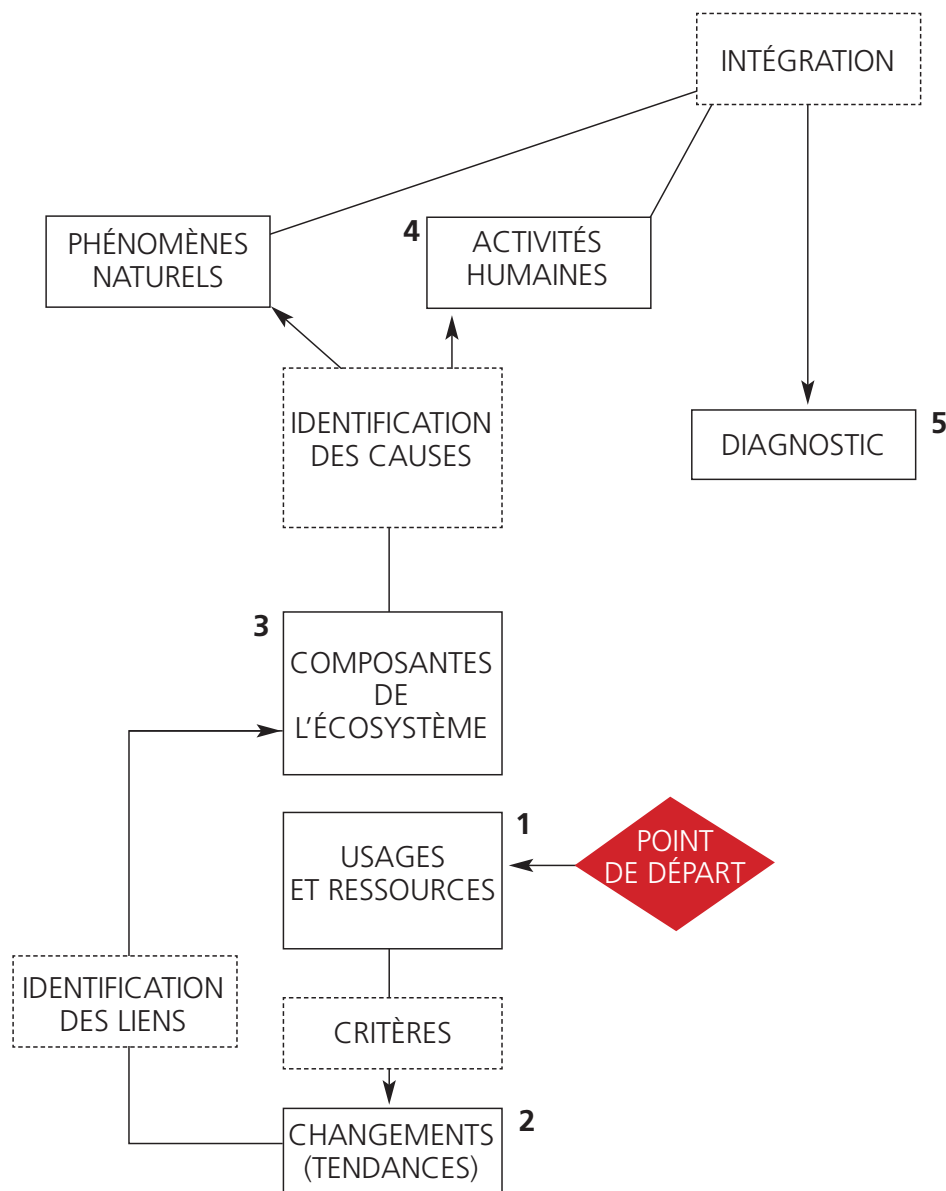 INTÉGRATION
PHÉNOMÈNES
NATURELS
4
ACTIVITÉS
HUMAINES
IDENTIFICATION
DES CAUSES
5
DIAGNOSTIC
3
COMPOSANTES
DE
L'ÉCOSYSTÈME
1
USAGES
ET RESSOURCES
POINT
DE DÉPART
IDENTIFICATION
DES LIENS
CRITÈRES
2
CHANGEMENTS
(TENDANCES)